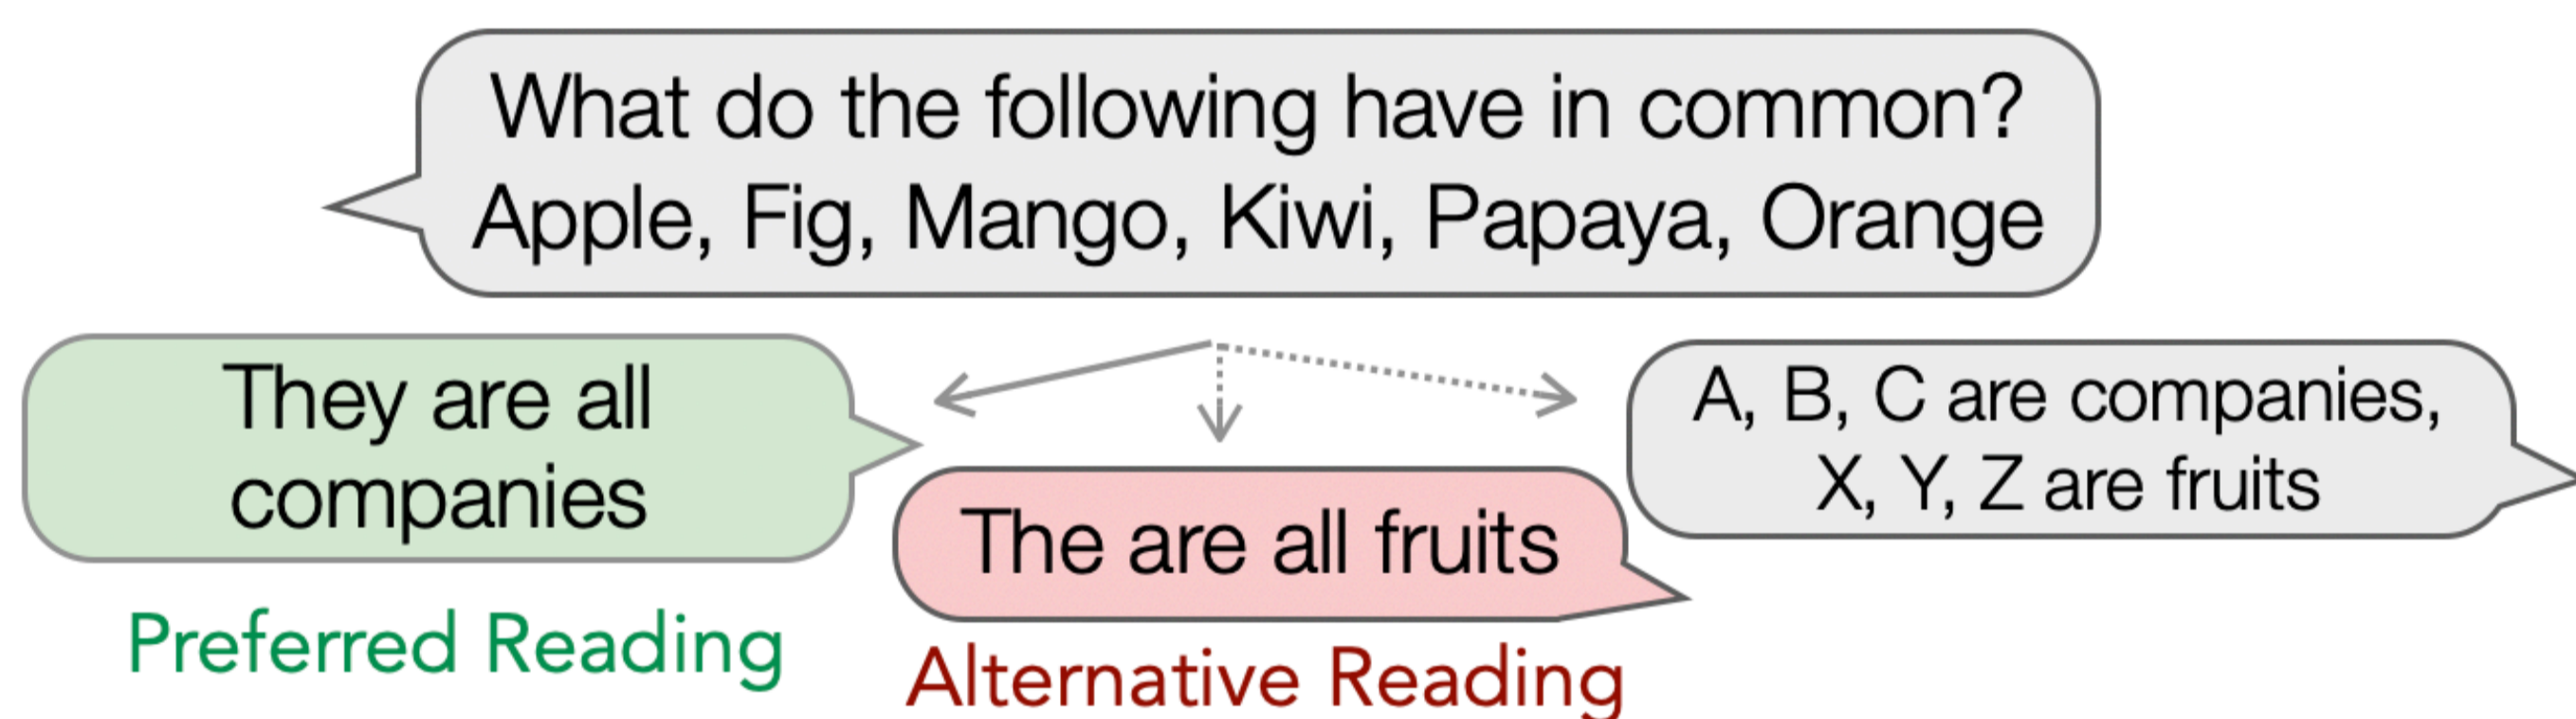 What do the following have in common?
Apple, Fig, Mango, Kiwi, Papaya, Orange
They are all
companies
Preferred Reading
The are all fruits
Alternative Reading
A, B, C are companies,
X, Y, Z are fruits